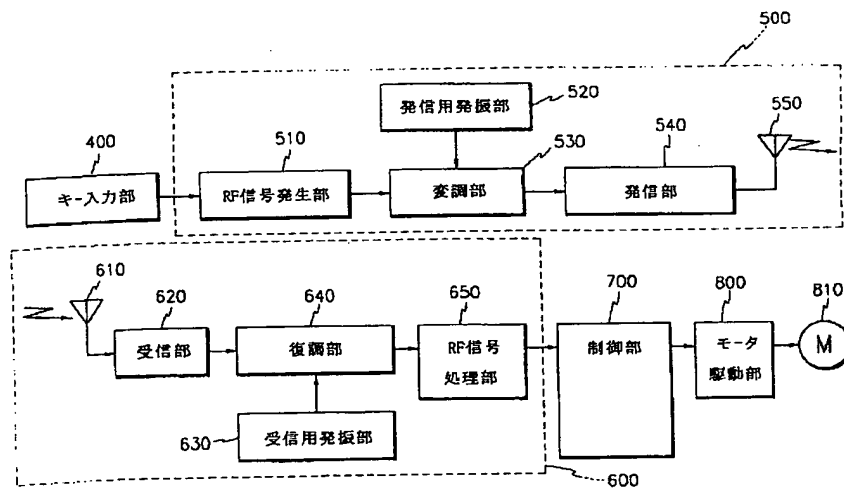 500
発信用発振部
520
550
400
510
530
540
キー入力部
RF信号発生部
変調部
発信部
610
620
640
650
700
800
810
受信部
復調部
RF信号
処理部
制御部
モータ
駆動部
M
630
受信用発振部
600